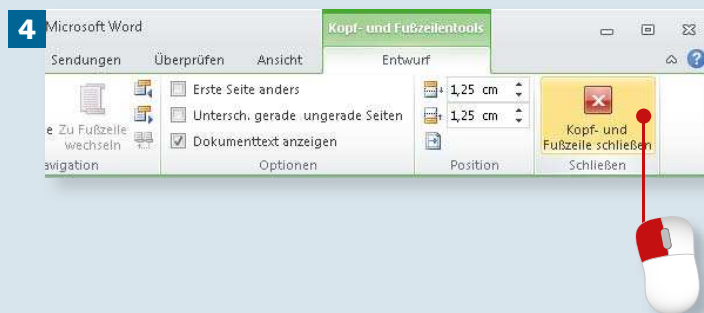 4
Microsoft Word
Kopf- und Fußzeilentools
Sendungen Überprüfen Ansicht Entwurf
Erste Seite anders
1,25 cm
Untersch. gerade ungerade Seiten
1,25 cm
e Zu Fußzeile
wechseln
Dokumenttext anzeigen
Kopf- und
Fußzeile schließen
avigation Optionen Position Schließen